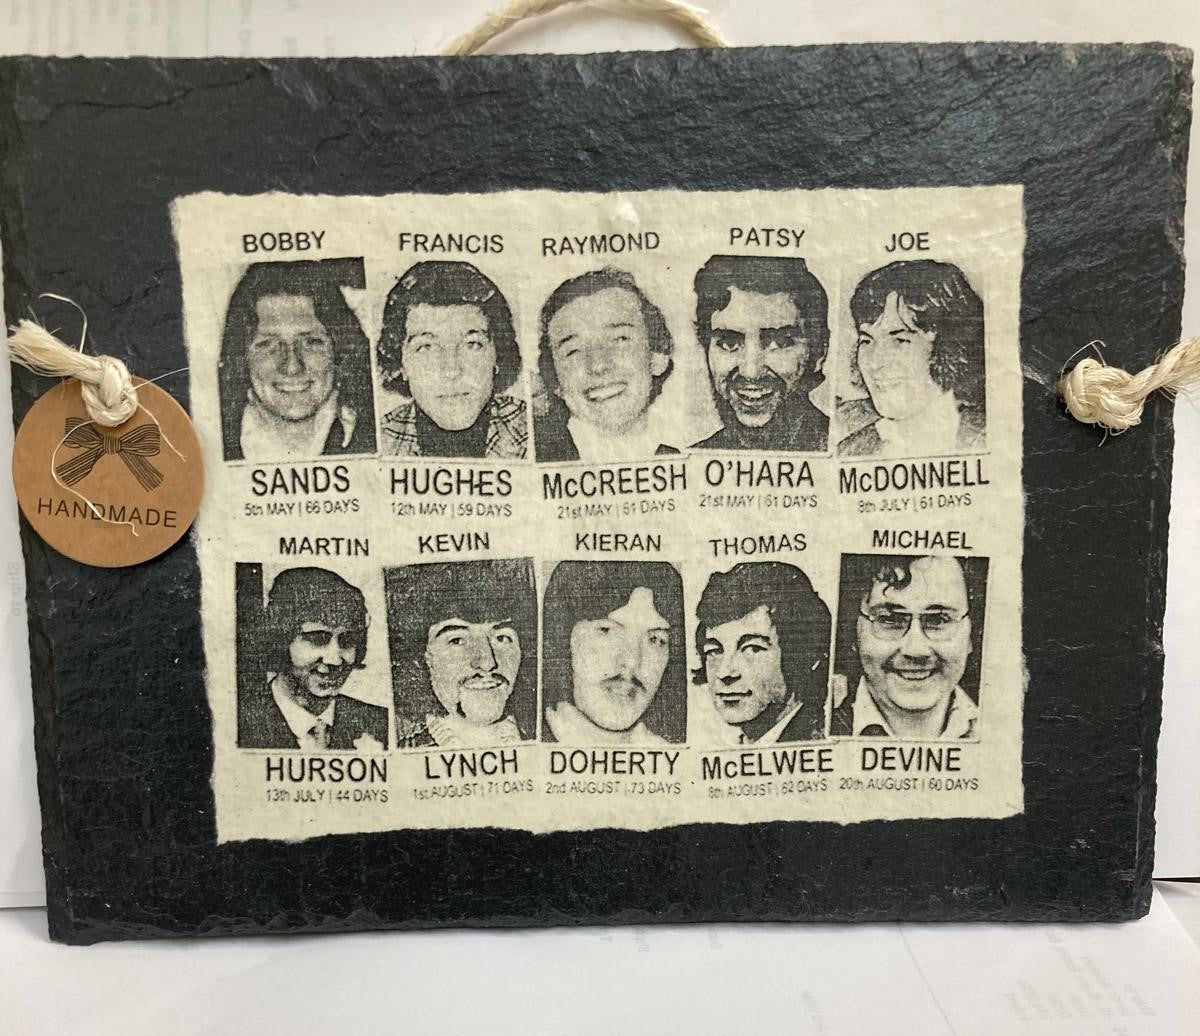 BOBBY FRANCIS RAYMOND PATSY JOE
SANDS HUGHES McCREESH O'HARA McDONNELL
5th MAY | 66 DAYS 12th MAY | 59 DAYS 21st MAY | 61 DAYS 21st MAY | 61 DAYS 8th JULY | 61 DAYS
HANDMADE
MARTIN KEVIN KIERAN THOMAS MICHAEL
HURSON LYNCH DOHERTY McELWEE DEVINE
13th JULY | 44 DAYS 1st AUGUST | 71 DAYS 2nd AUGUST | 73 DAYS 8th AUGUST | 62 DAYS 20th AUGUST | 60 DAYS